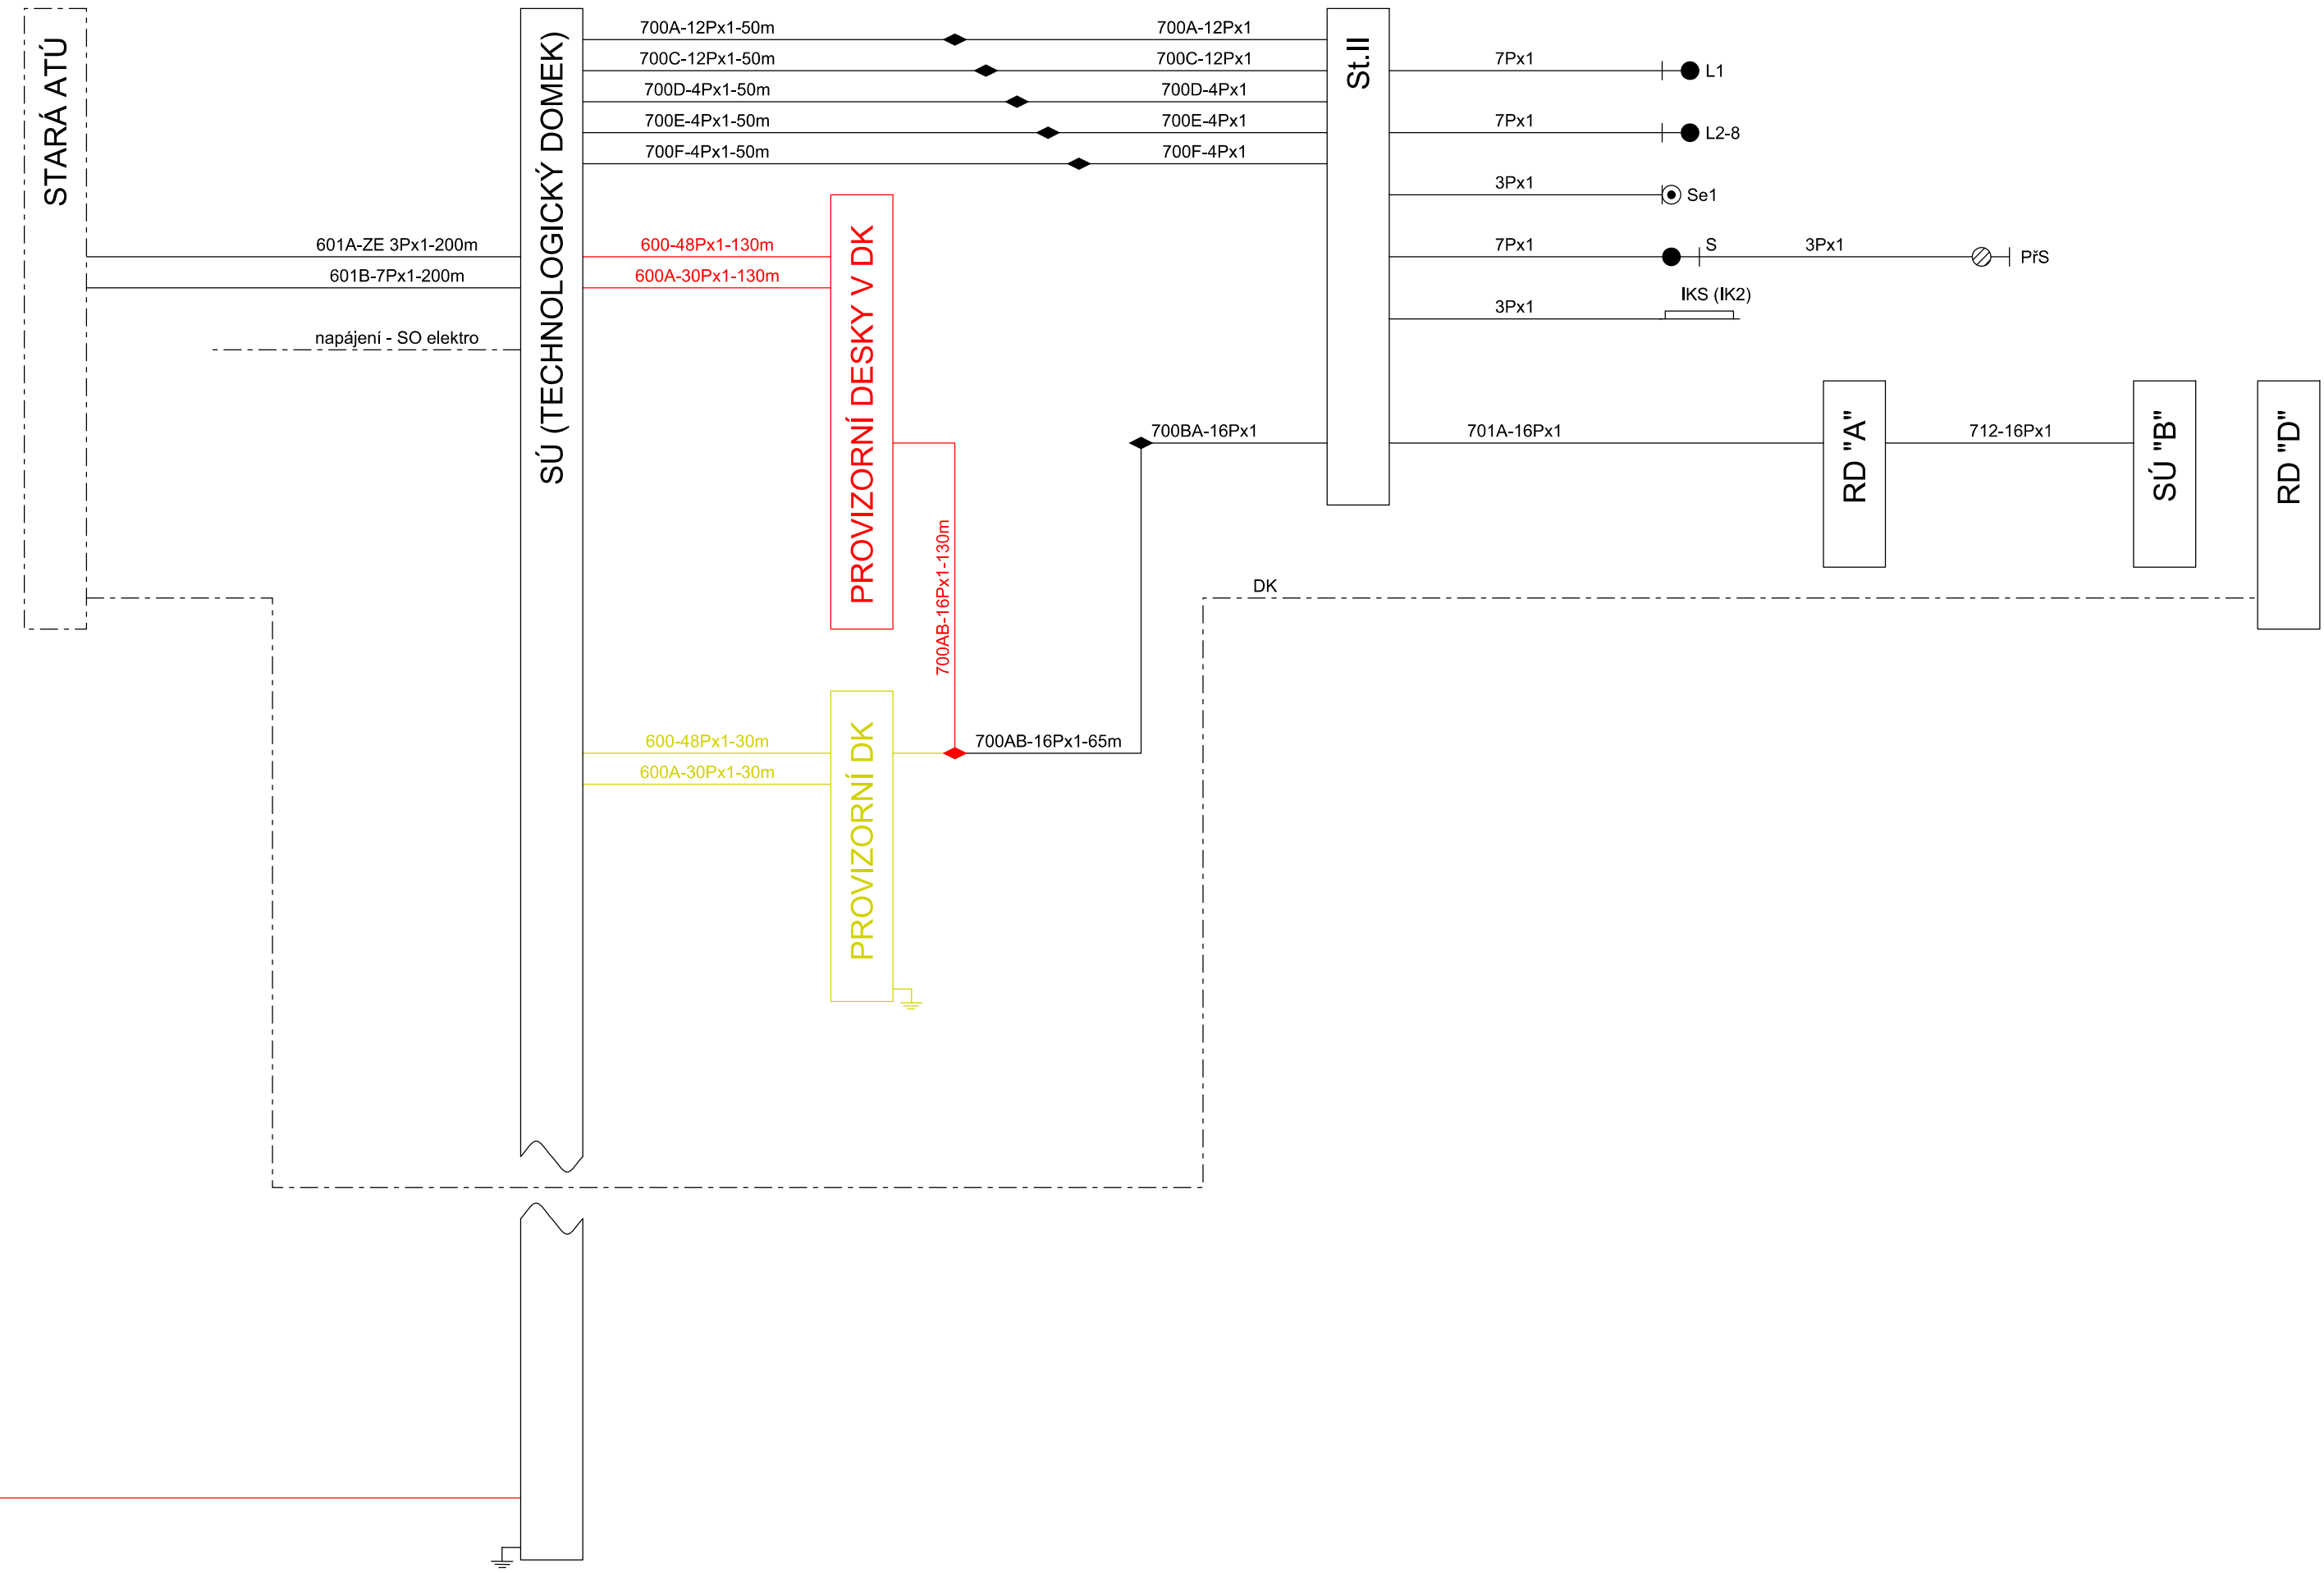 STARÁ ATÚ
601A-ZE 3Px1-200m
601B-7Px1-200m
napájení - SO elektro
SÚ (TECHNOLOGICKÝ DOMEK)
700A-12Px1-50m
700C-12Px1-50m
700D-4Px1-50m
700E-4Px1-50m
700F-4Px1-50m
700A-12Px1
700C-12Px1
700D-4Px1
700E-4Px1
700F-4Px1
600-48Px1-130m
600A-30Px1-130m
PROVIZORNÍ DESKY V DK
700AB-16Px1-130m
600-48Px1-30m
600A-30Px1-30m
PROVIZORNÍ DK
700AB-16Px1-65m
700BA-16Px1
St.II
7Px1
L1
7Px1
L2-8
3Px1
Se1
7Px1
S
3Px1
PřS
3Px1
IKS (IK2)
701A-16Px1
RD "A"
712-16Px1
SÚ "B"
RD "D"
DK